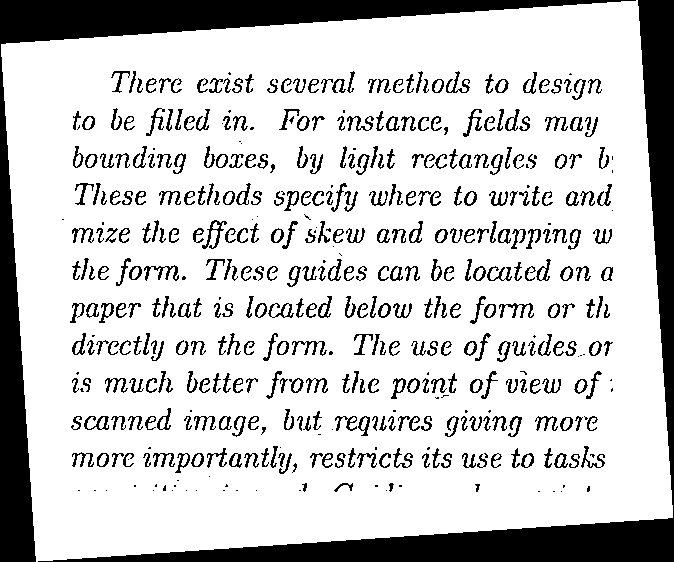 There exist several methods to design
to be filled in. For instance, fields may
bounding boxes, by light rectangles or
These methods specify where to write and
mize the effect of skew and overlapping
the form. These guides can be located on a
paper that is located below the form or
directly on the form. The use of guides or
is much better from the point of view of
scanned image, but requires giving more
more importantly, restricts its use to tasks